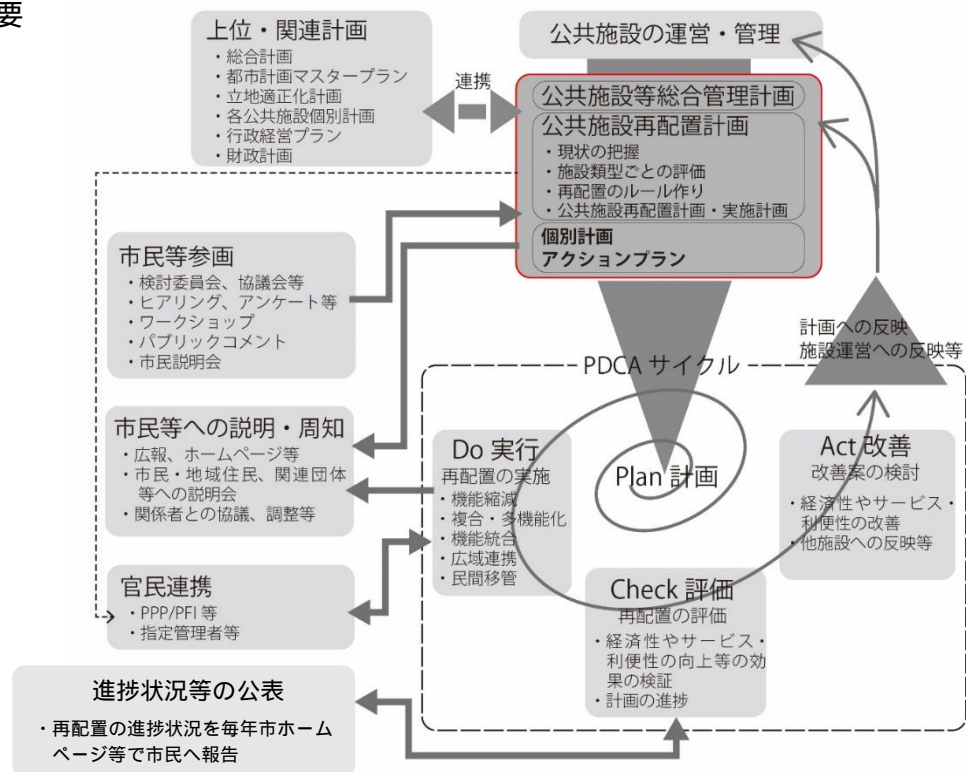 要
上位・関連計画
・総合計画
・都市計画マスタープラン
・立地適正化計画
・各公共施設個別計画
・行政経営プラン
・財政計画
連携
公共施設の運営・管理
公共施設等総合管理計画
公共施設再配置計画
・現状の把握
・施設類型ごとの評価
・再配置のルール作り
・公共施設再配置計画・実施計画
個別計画
アクションプラン
市民等参画
・検討委員会、協議会等
・ヒアリング、アンケート等
・ワークショップ
・パブリックコメント
・市民説明会
計画への反映
施設運営への反映等
PDCA サイクル
市民等への説明・周知
・広報、ホームページ等
・市民・地域住民、関連団体
等への説明会
・関係者との協議、調整等
Do 実行
再配置の実施
・機能縮減
・複合・多機能化
・機能統合
・広域連携
・民間移管
Plan 計画
Act 改善
改善案の検討
・経済性やサービス・
利便性の改善
・他施設への反映等
官民連携
・PPP/PFI 等
・指定管理者等
Check 評価
再配置の評価
・経済性やサービス・
利便性の向上等の効
果の検証
・計画の進捗
進捗状況等の公表
・再配置の進捗状況を毎年市ホーム
ページ等で市民へ報告